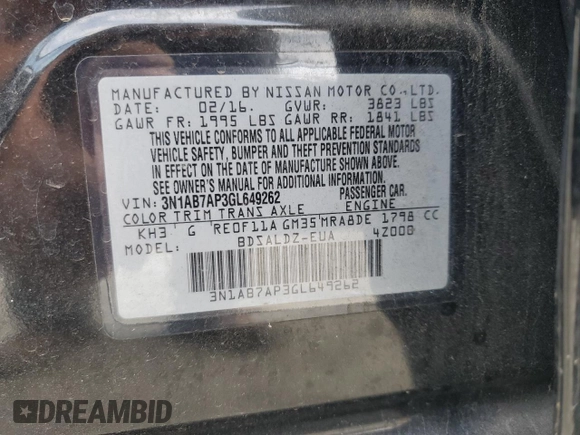 MANUFACTURED BY NISSAN MOTOR CO., LTD.
DATE: 02/16. GVWR: 3823 LBS
GAWR FR: 1995 LBS GAWR RR: 1841 LBS
THIS VEHICLE CONFORMS TO ALL APPLICABLE FEDERAL MOTOR
VEHICLE SAFETY, BUMPER AND THEFT PREVENTION STANDARDS
IN EFFECT ON THE DATE OF MANUFACTURE SHOWN ABOVE.
SEE OWNER'S MANUAL FOR ADDITIONAL INFORMATION.
VIN: 3N1AB7AP3GL649262 PASSENGER CAR.
COLOR TRIM TRANS AXLE ENGINE
KH3 G RE0F11A GM35 MRA8DE 1798 CC
MODEL: BDSALDZ-EUA 4Z000
3N1AB7AP3GL649262
DREAMBID